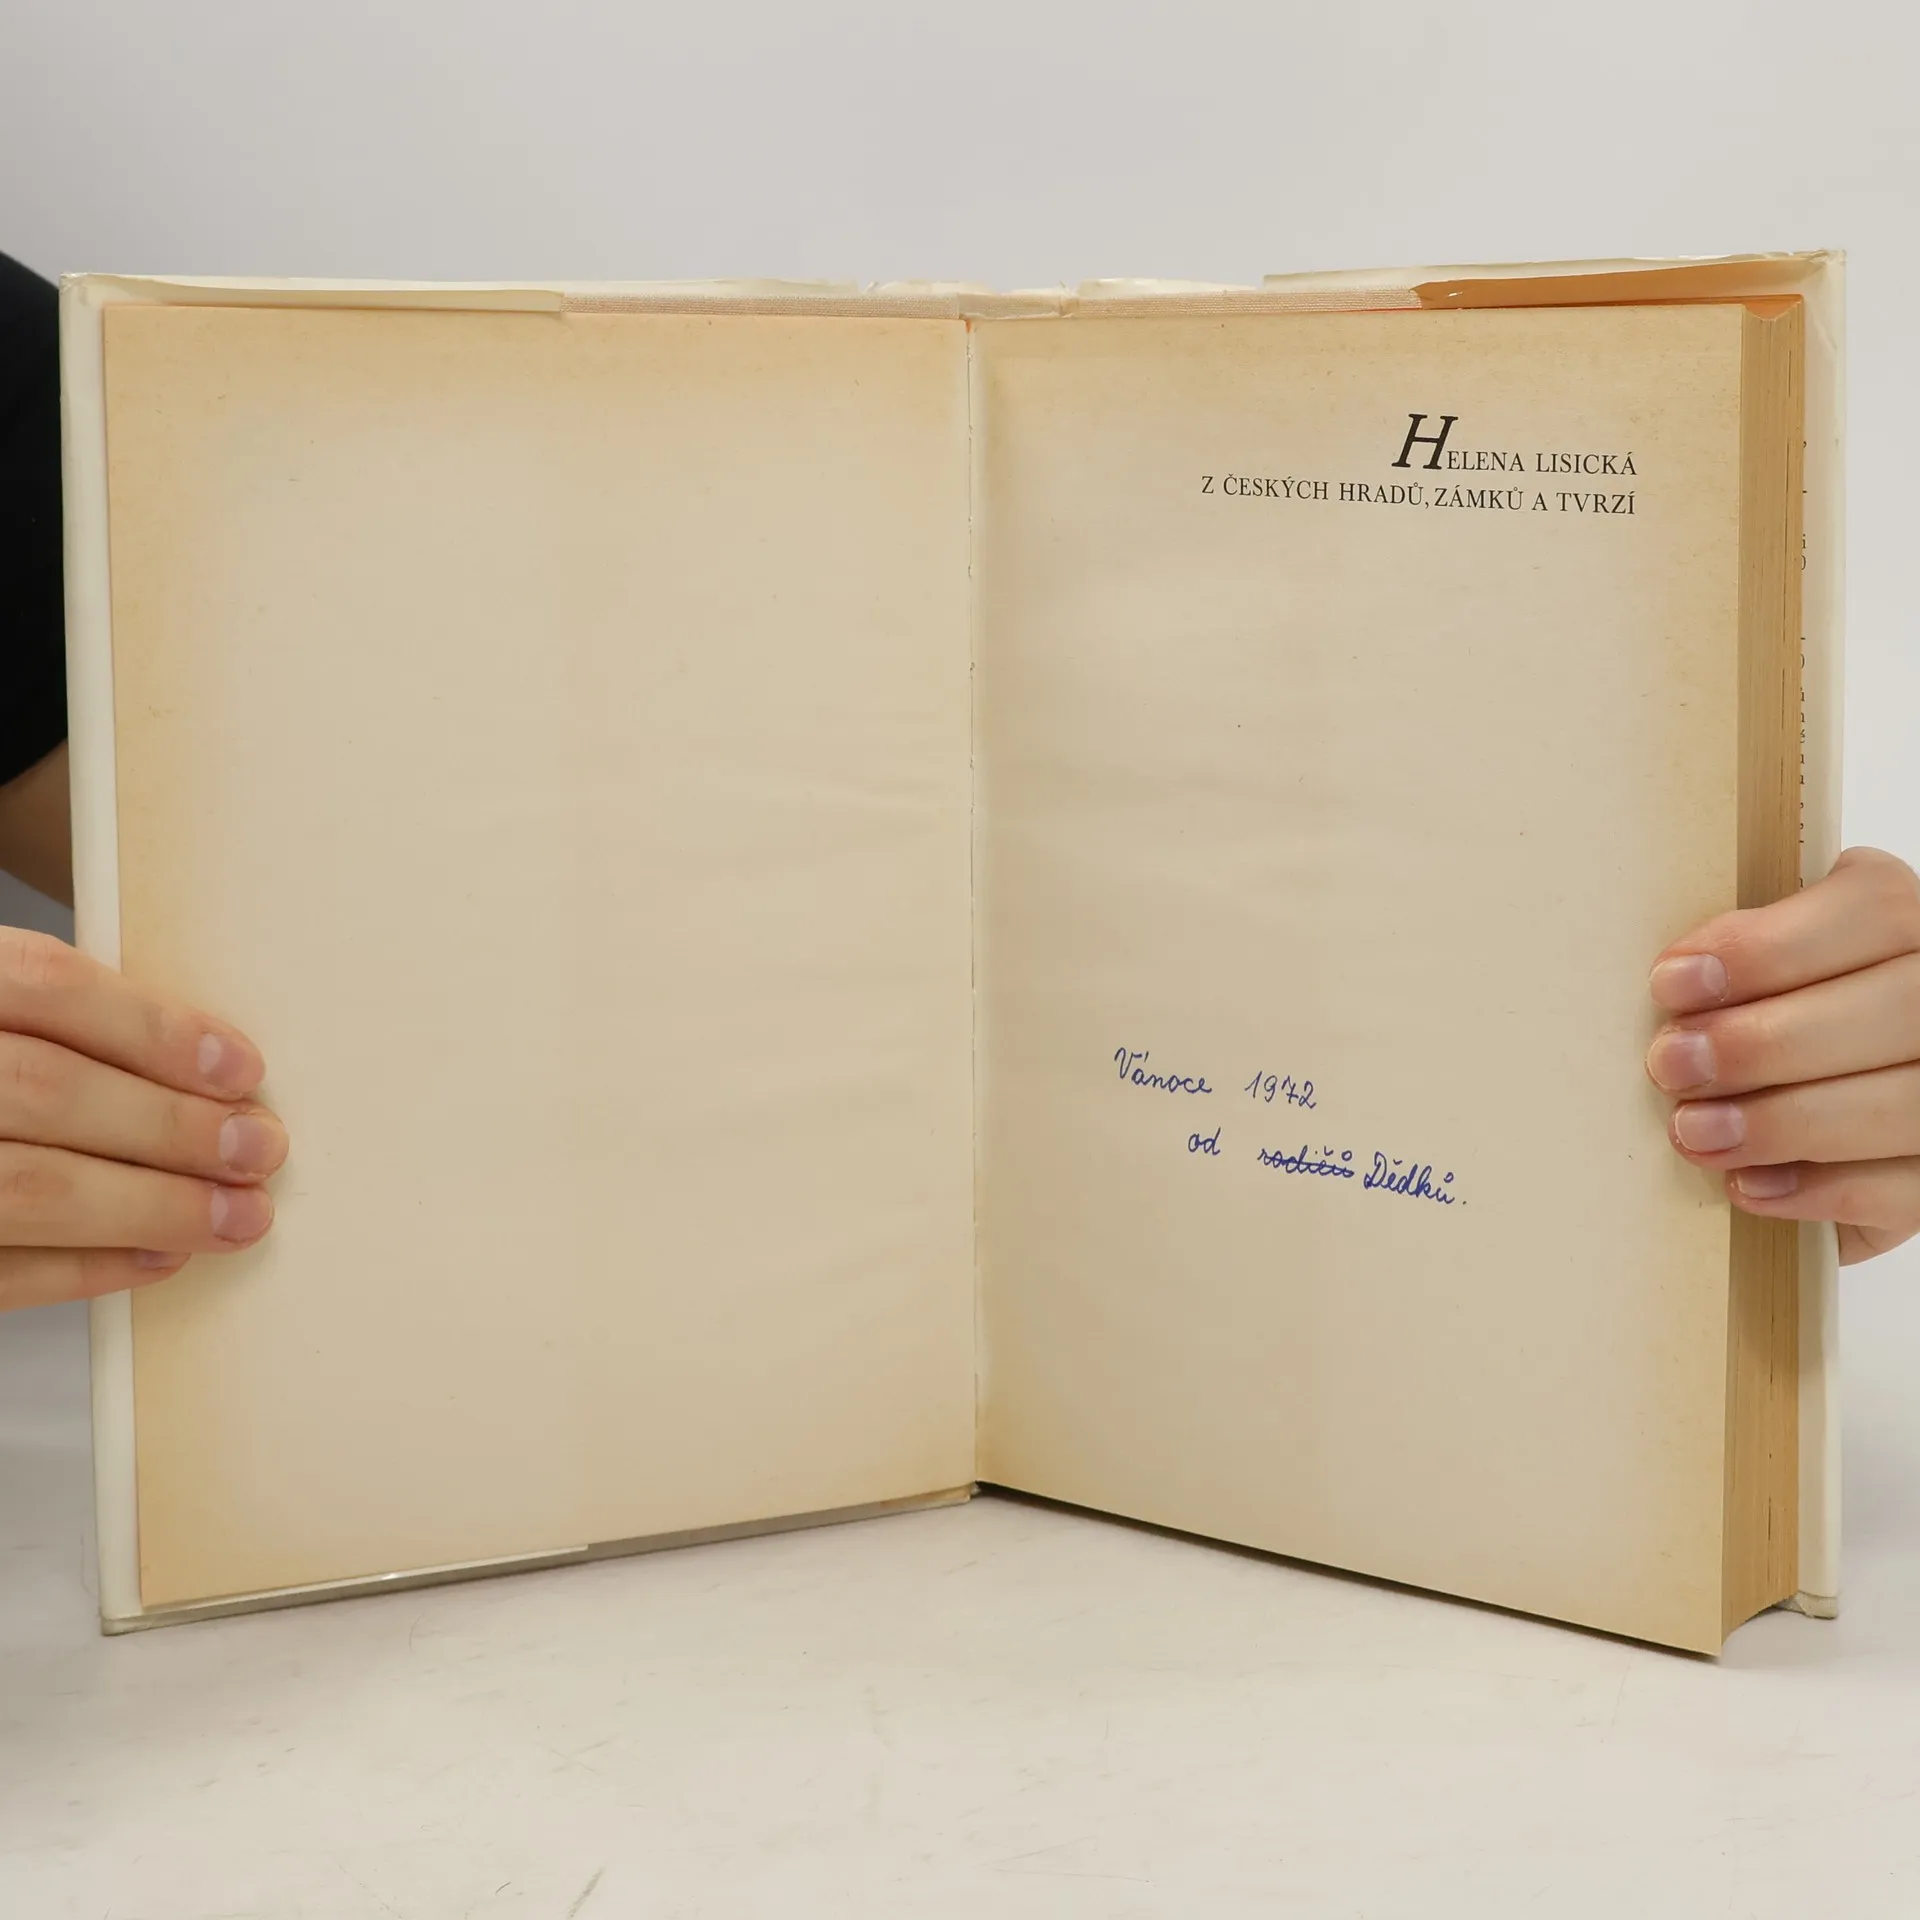 HELENA LISICKÁ
Z ČESKÝCH HRADŮ, ZÁMKŮ A TVRZÍ
Vánoce 1972
od rodičů Dědků.